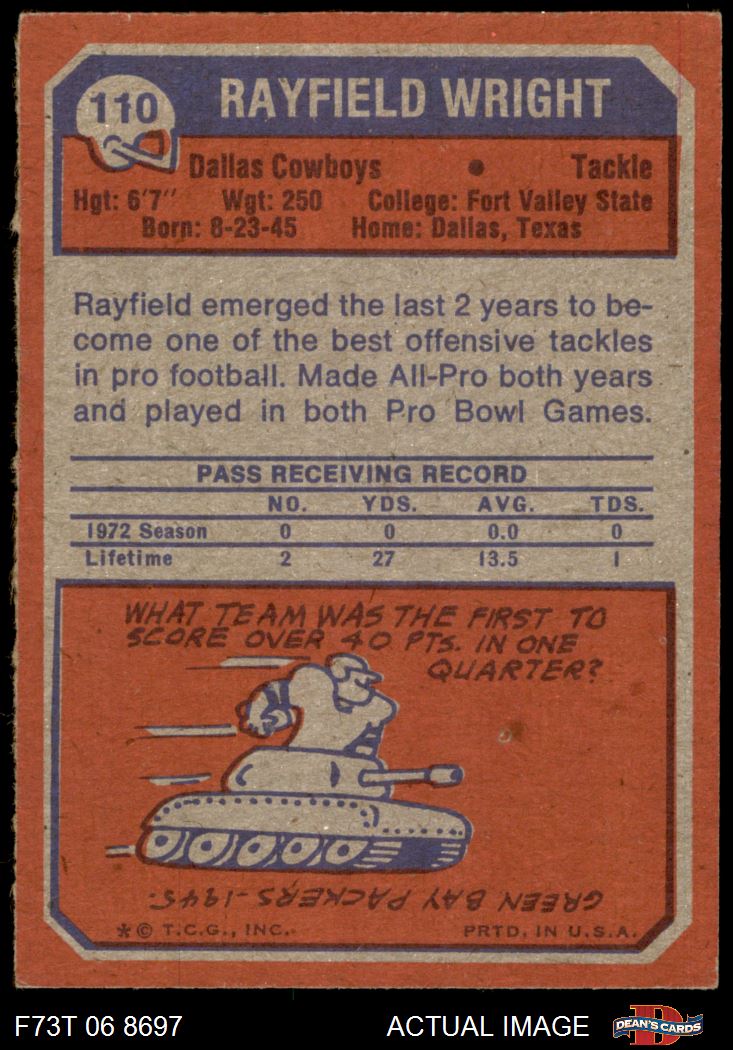 110
RAYFIELD WRIGHT
Dallas Cowboys • Tackle
Hgt: 6'7" Wgt: 250 College: Fort Valley State
Born: 8-23-45 Home: Dallas, Texas
Rayfield emerged the last 2 years to be-
come one of the best offensive tackles
in pro football. Made All-Pro both years
and played in both Pro Bowl Games.
PASS RECEIVING RECORD
NO. YDS. AVG. TDS.
1972 Season 0 0 0.0 0
Lifetime 2 27 13.5 1
WHAT TEAM WAS THE FIRST TO
SCORE OVER 40 PTS. IN ONE
QUARTER?
GREEN BAY PACKERS-1945.
*© T.C.G., INC. PRTD. IN U.S.A.
F73T 06 8697 ACTUAL IMAGE D DEAN'S CARDS